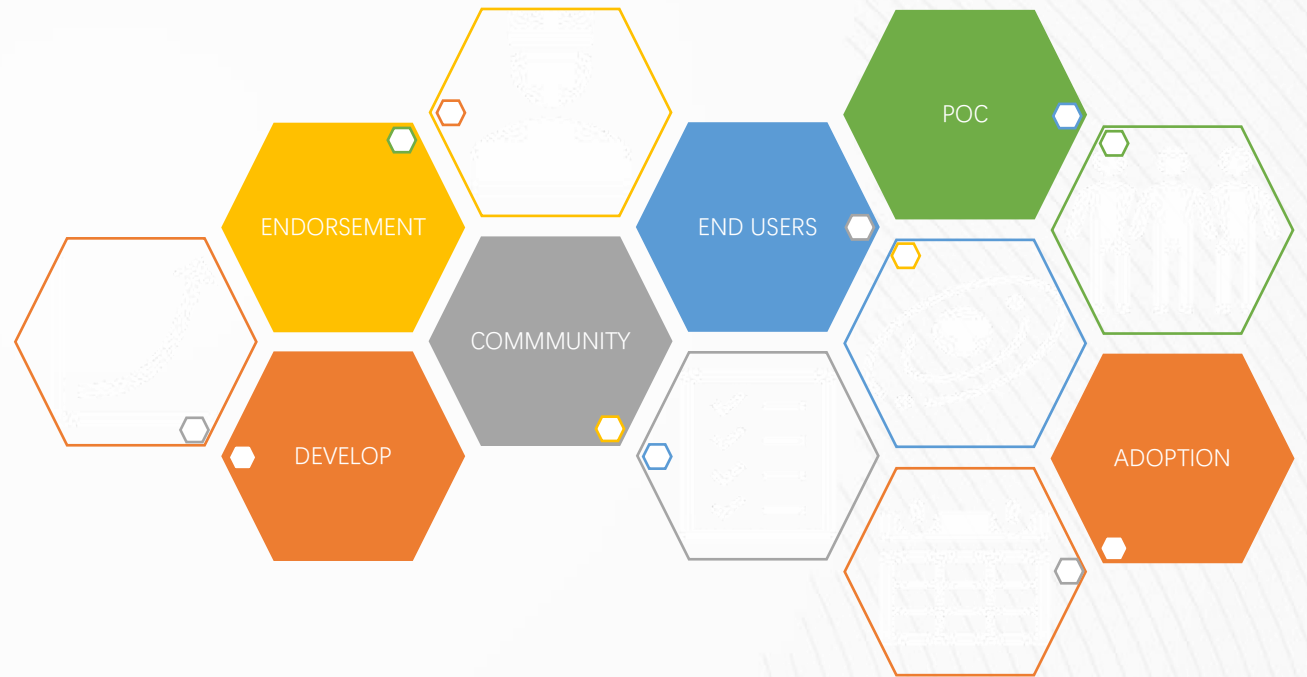 POC
ENDORSEMENT
END USERS
COMMMUNITY
DEVELOP
ADOPTION